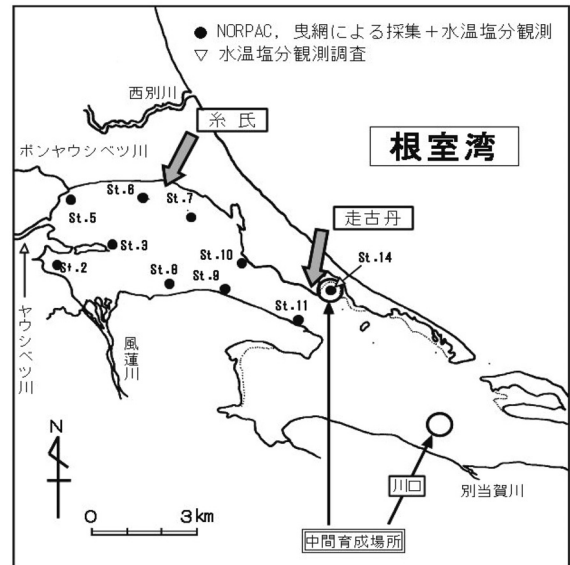 ● NORPAC, 曳網による採集+水温塩分観測
▽ 水温塩分観測調査
西別川
糸 氏
ポンヤウシベツ川
根室湾
St.6
St.7
St.5
走古丹
St.3
St.10
St.14
St.2
St.8
St.9
St.11
ヤウシベツ川
風蓮川
N
川口
別当賀川
0 3km
中間育成場所